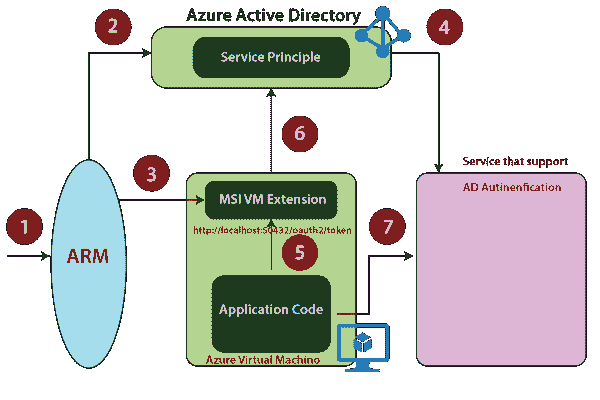 Azure Active Directory
2
4
Service Principle
6
Service that support
3
MSI VM Extension
AD Autinenfication
http://localhost:50432/oauth2/token
1
7
ARM
5
Application Code
Azure Virtual Machino